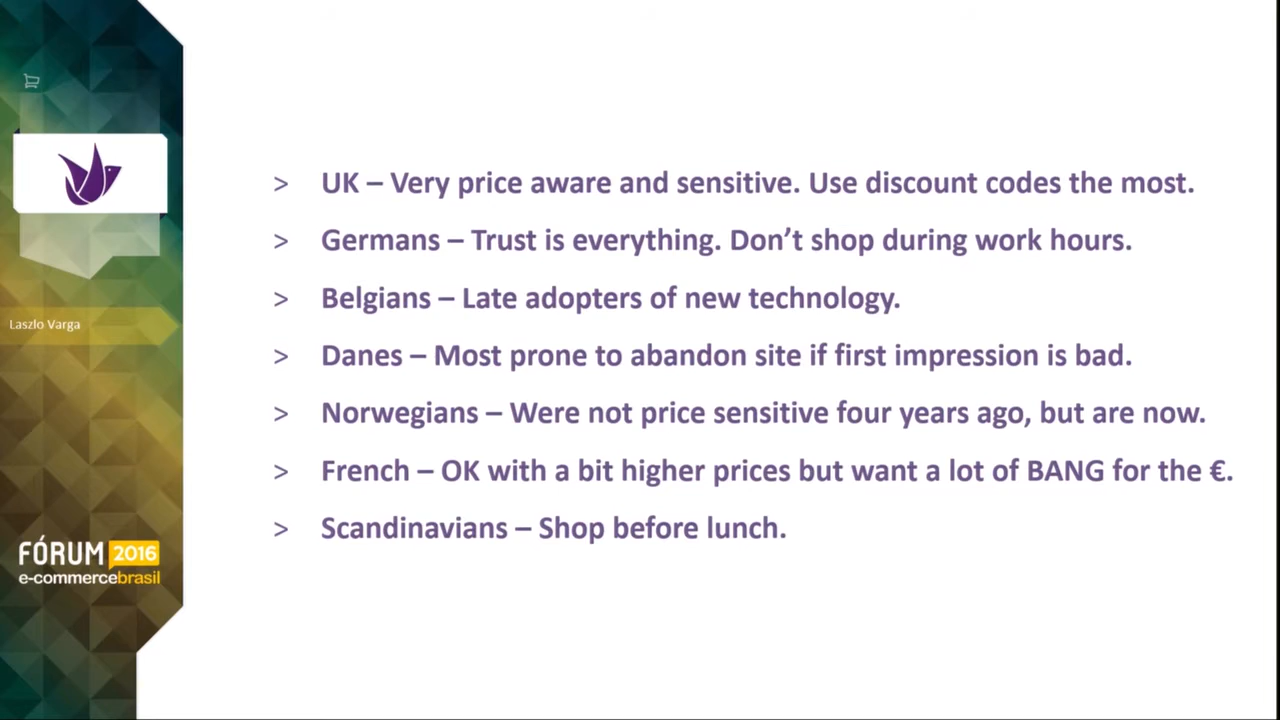 Laszlo Varga
FÓRUM 2016
e-commercebrasil
> UK – Very price aware and sensitive. Use discount codes the most.
> Germans – Trust is everything. Don’t shop during work hours.
> Belgians – Late adopters of new technology.
> Danes – Most prone to abandon site if first impression is bad.
> Norwegians – Were not price sensitive four years ago, but are now.
> French – OK with a bit higher prices but want a lot of BANG for the €.
> Scandinavians – Shop before lunch.